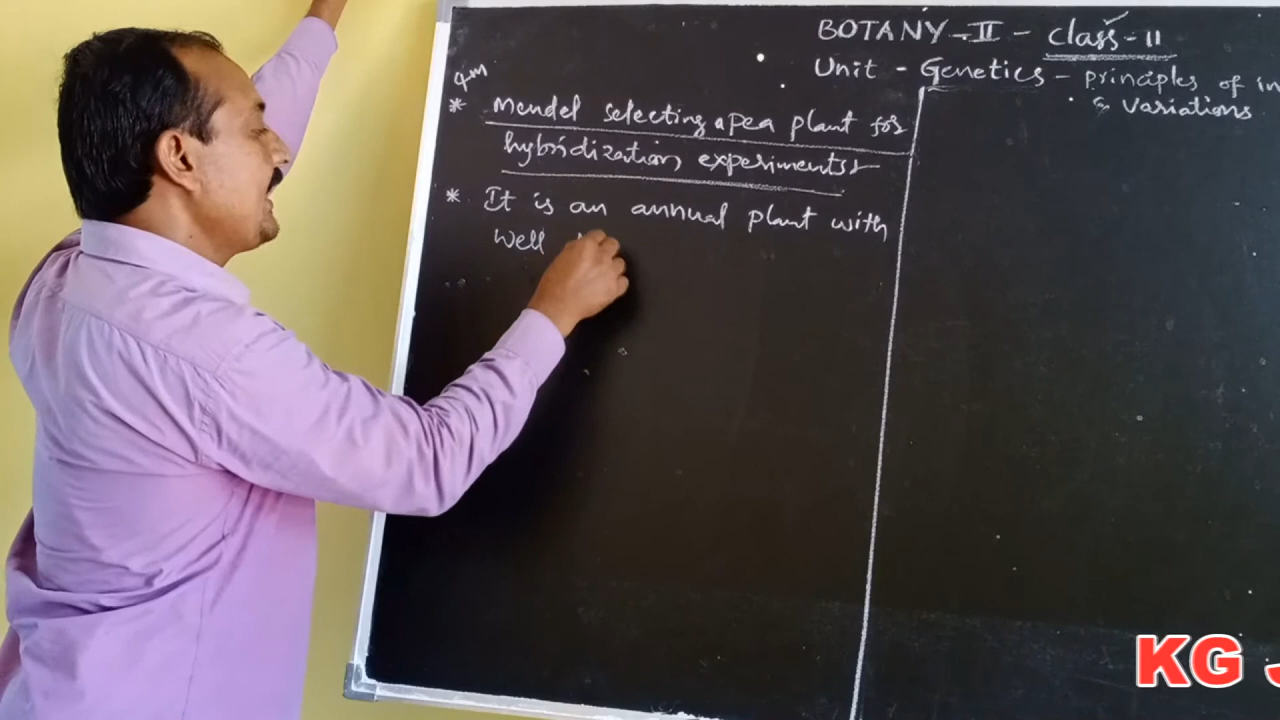 BOTANY-II - class-11
Unit - Genetics - principles of in
& variations
4m
* Mendel selecting a pea plant for
hybridization experiments:-
* It is an annual plant with
well
KG J